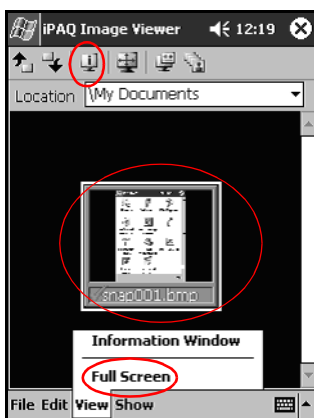 iPAQ Image Viewer 12:19
Location \My Documents
snap001.bmp
Information Window
Full Screen
File Edit View Show